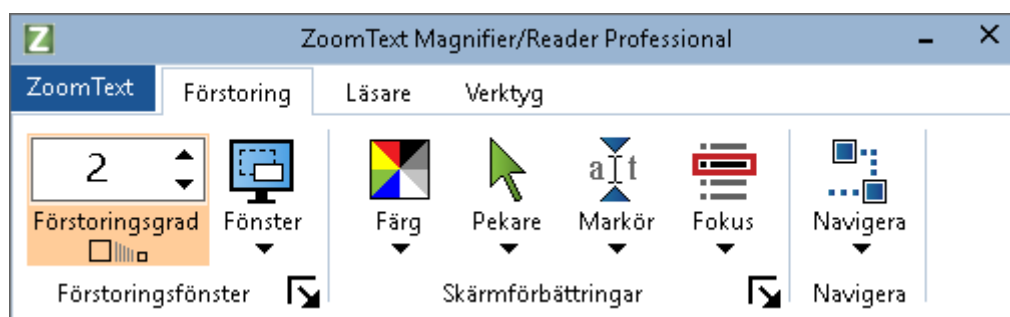 Z ZoomText Magnifier/Reader Professional
ZoomText Förstoring Läsare Verktyg
2
Förstoringsgrad Fönster Färg Pekare a t Markör Fokus Navigera
Förstoringsfönster Skärmförbättringar Navigera